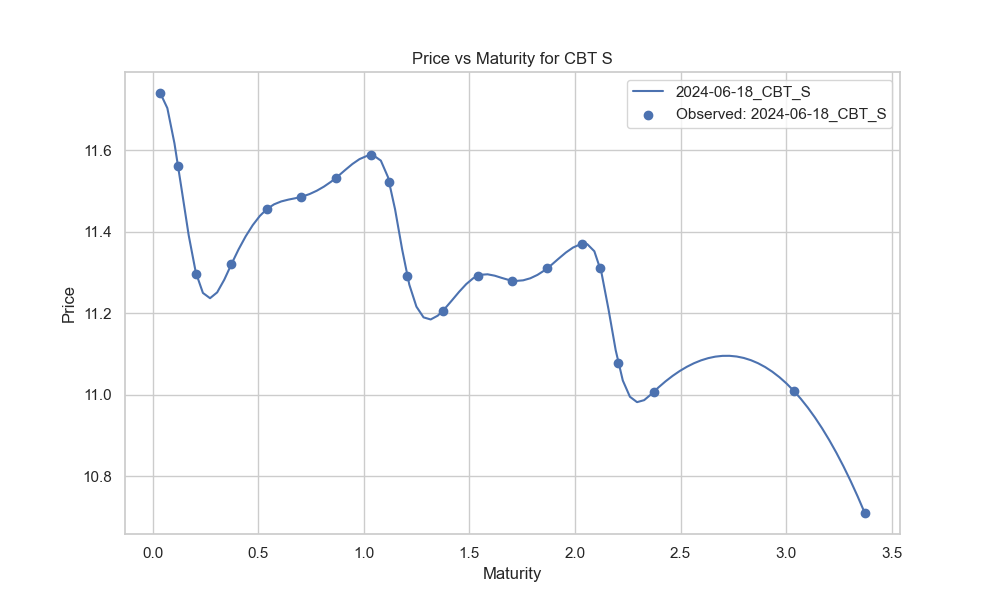 Price vs Maturity for CBT S
2024-06-18_CBT_S
Observed: 2024-06-18_CBT_S
Price
11.6
11.4
11.2
11.0
10.8
0.0 0.5 1.0 1.5 2.0 2.5 3.0 3.5
Maturity